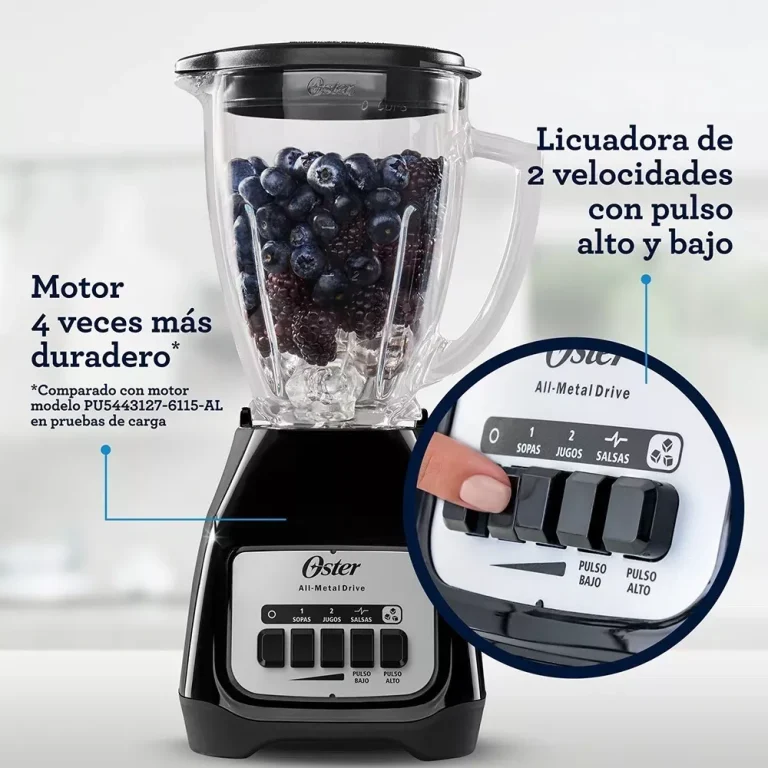 Oster
Licuadora de
2 velocidades
con pulso
alto y bajo
Motor
4 veces más
duradero*
*Comparado con motor
modelo PU5443127-6115-AL
en pruebas de carga
Oster
All-Metal Drive
O 1 2
SOPAS JUGOS SALSAS
PULSO BAJO
PULSO ALTO
Oster
All-Metal Drive
O 1 2
SOPAS JUGOS SALSAS
PULSO BAJO
PULSO ALTO